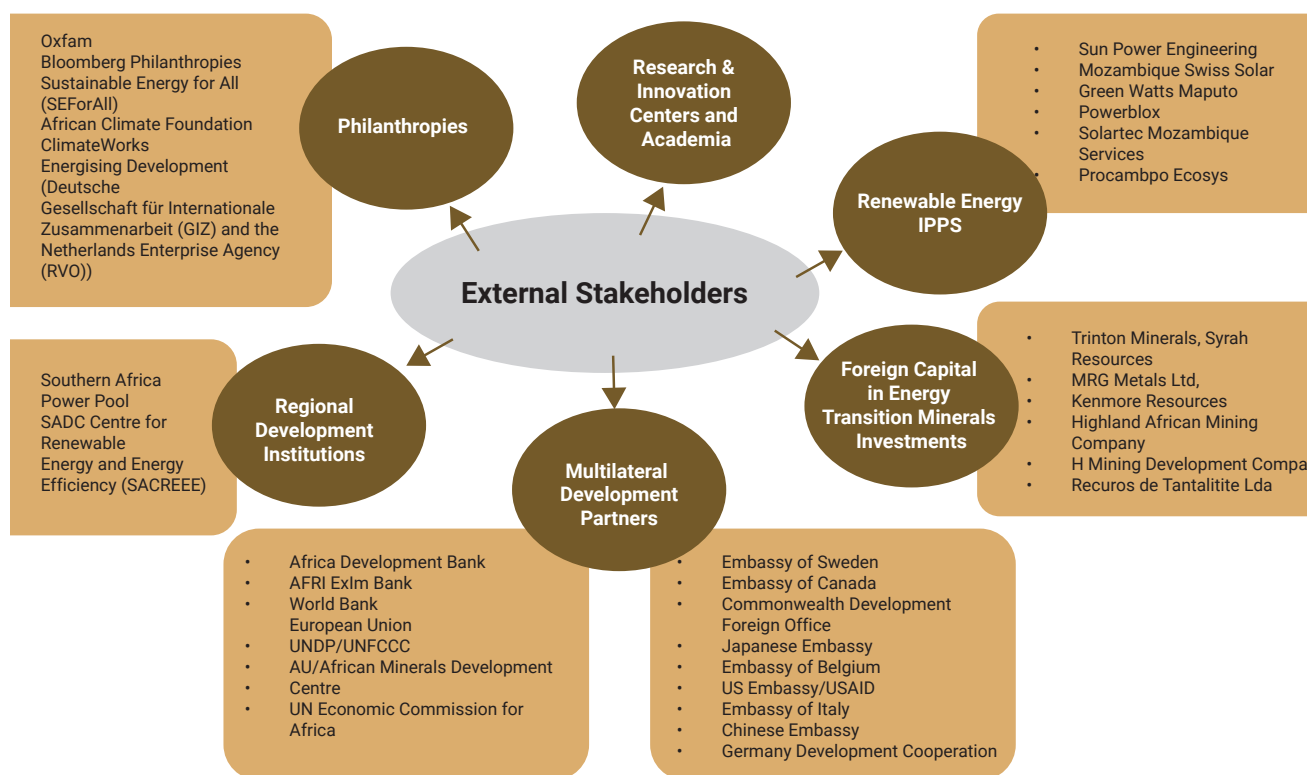 Oxfam
Bloomberg Philanthropies
Sustainable Energy for All
(SEForAll)
African Climate Foundation
ClimateWorks
Energising Development
(Deutsche
Gesellschaft für Internationale
Zusammenarbeit (GIZ) and the
Netherlands Enterprise Agency
(RVO))
Philanthropies
Research &
Innovation
Centers and
Academia
• Sun Power Engineering
• Mozambique Swiss Solar
• Green Watts Maputo
• Powerblox
• Solartec Mozambique
Services
• Procambpo Ecosys
Renewable Energy
IPPS
External Stakeholders
Southern Africa
Power Pool
SADC Centre for
Renewable
Energy and Energy
Efficiency (SACREEE)
Regional
Development
Institutions
Multilateral
Development
Partners
Foreign Capital
in Energy
Transition Minerals
Investments
• Trinton Minerals, Syrah
Resources
• MRG Metals Ltd,
• Kenmore Resources
• Highland African Mining
Company
• H Mining Development Compa
• Recuros de Tantalitite Lda
• Africa Development Bank
• AFRI ExIm Bank
• World Bank
European Union
• UNDP/UNFCCC
• AU/African Minerals Development
• Centre
• UN Economic Commission for
Africa
• Embassy of Sweden
• Embassy of Canada
• Commonwealth Development
Foreign Office
• Japanese Embassy
• Embassy of Belgium
• US Embassy/USAID
• Embassy of Italy
• Chinese Embassy
• Germany Development Cooperation